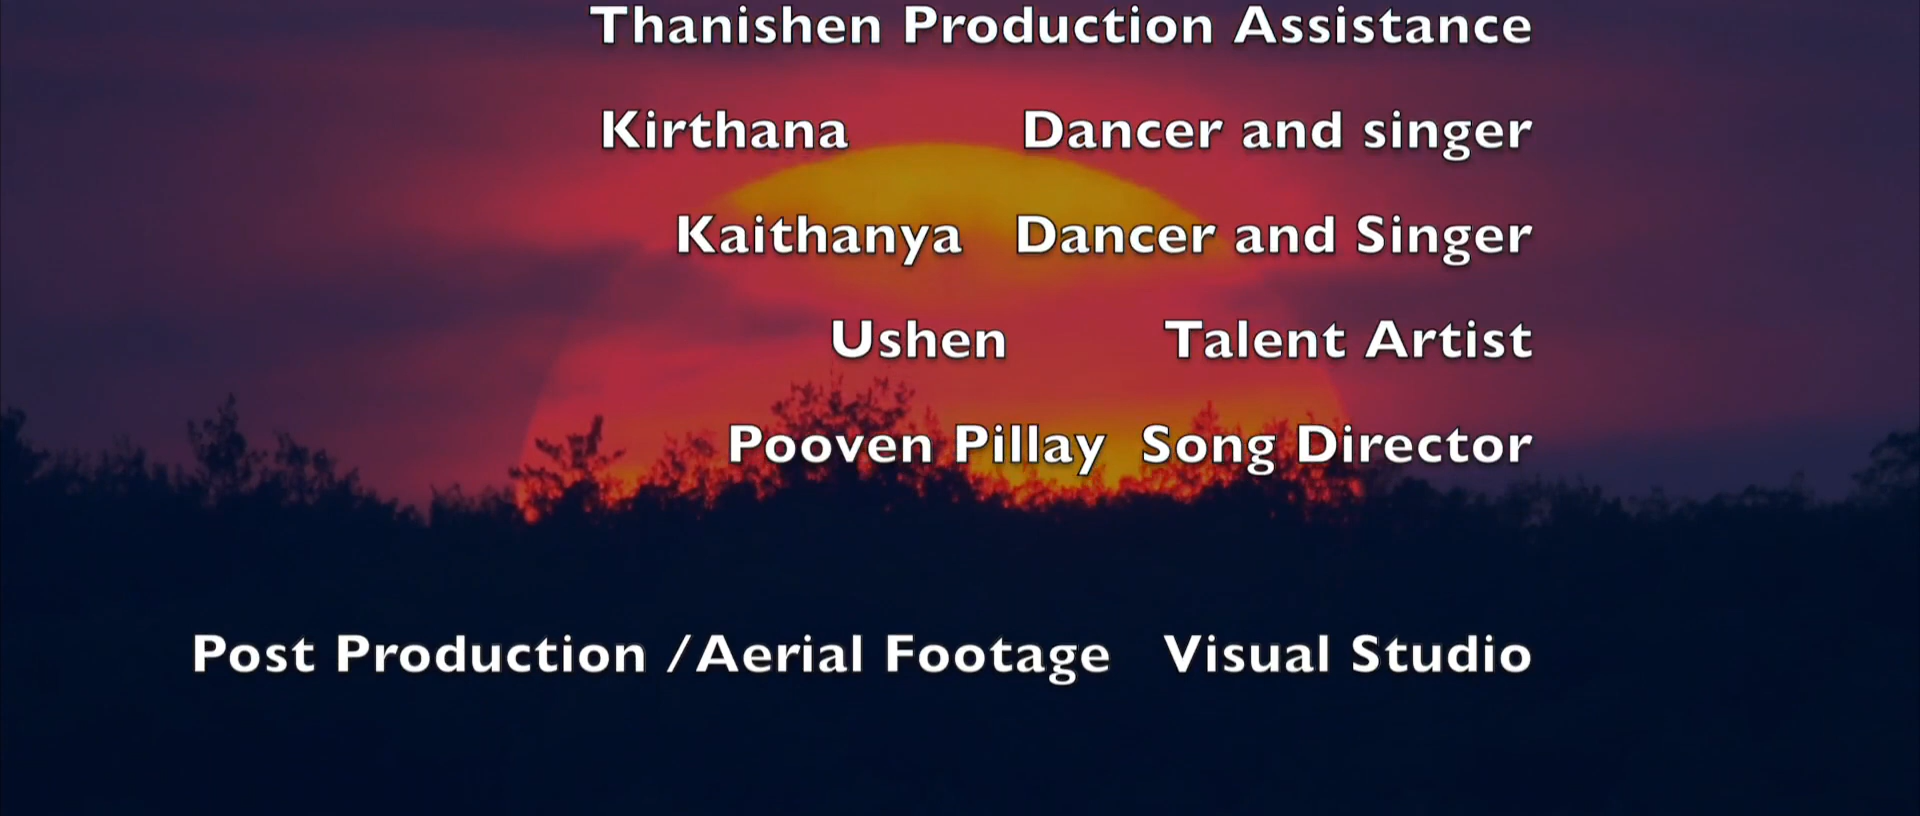 Thanishen Production Assistance
Kirthana Dancer and singer
Kaithanya Dancer and Singer
Ushen Talent Artist
Pooven Pillay Song Director
Post Production /Aerial Footage Visual Studio